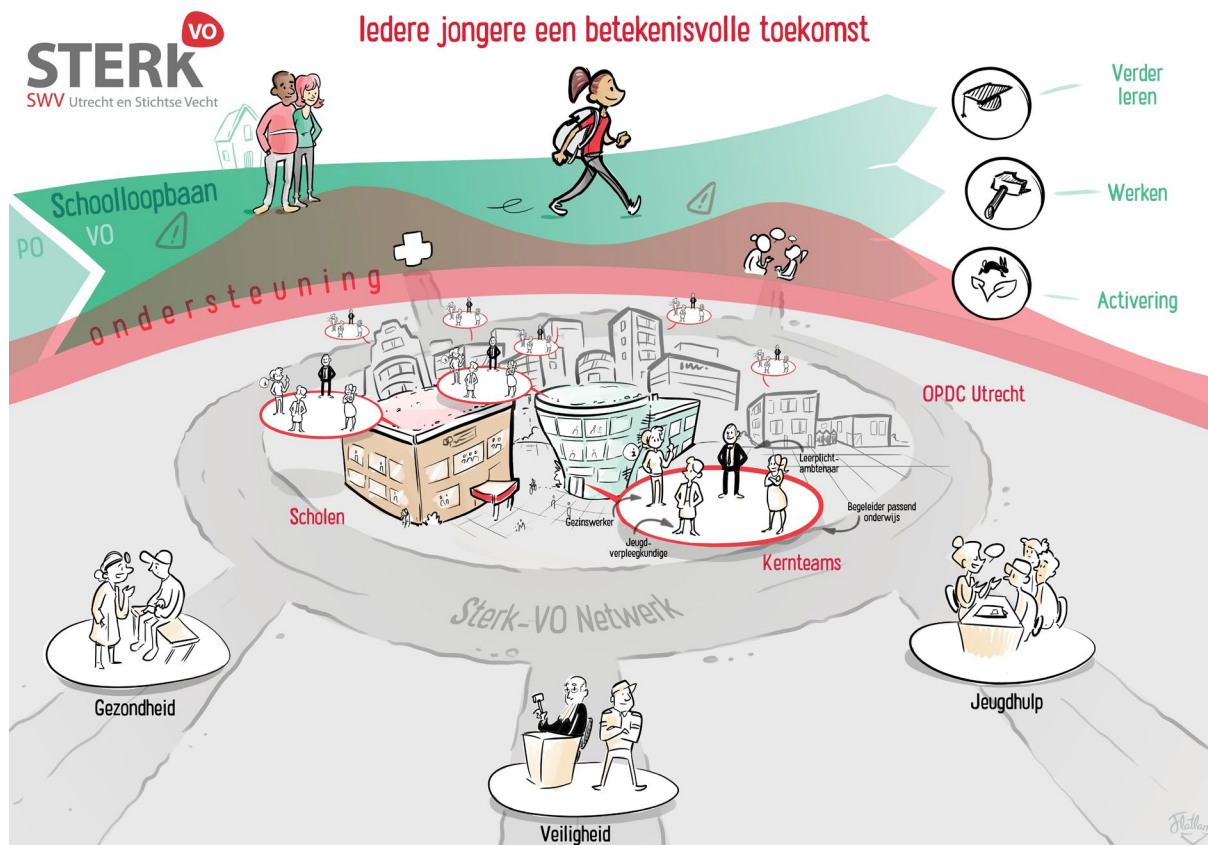 STERK VO
SWV Utrecht en Stichtse Vecht
Iedere jongere een betekenisvolle toekomst
Verder
leren
Werken
Activering
Schoolloopbaan
PO
VO
ondersteuning
OPDC Utrecht
Leerplicht-
ambtenaar
Scholen
Gezinswerker
Jeugd-
verpleegkundige
Begeleider passend
onderwijs
Kernteams
Sterk-VO Netwerk
Gezondheid
Jeugdhulp
Veiligheid